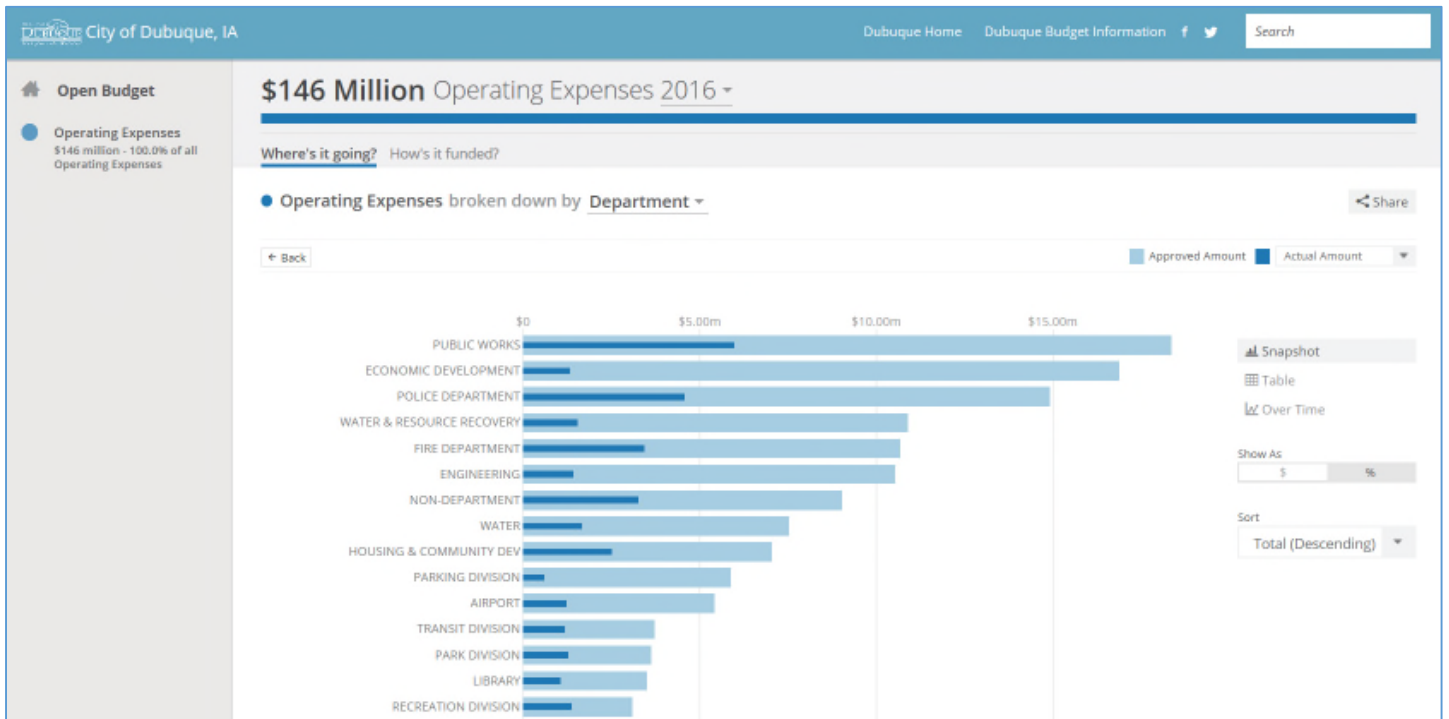 City of Dubuque, IA
Dubuque Home Dubuque Budget Information f Search
Open Budget
Operating Expenses
$146 million - 100.0% of all
Operating Expenses
$146 Million Operating Expenses 2016
Where's it going? How's it funded?
Operating Expenses broken down by Department
Share
← Back
Approved Amount Actual Amount
$0 $5.00m $10.00m $15.00m
PUBLIC WORKS
ECONOMIC DEVELOPMENT
POLICE DEPARTMENT
WATER & RESOURCE RECOVERY
FIRE DEPARTMENT
ENGINEERING
NON-DEPARTMENT
WATER
HOUSING & COMMUNITY DEV
PARKING DIVISION
AIRPORT
TRANSIT DIVISION
PARK DIVISION
LIBRARY
RECREATION DIVISION
Snapshot
Table
Over Time
Show As
$ %
Sort
Total (Descending)